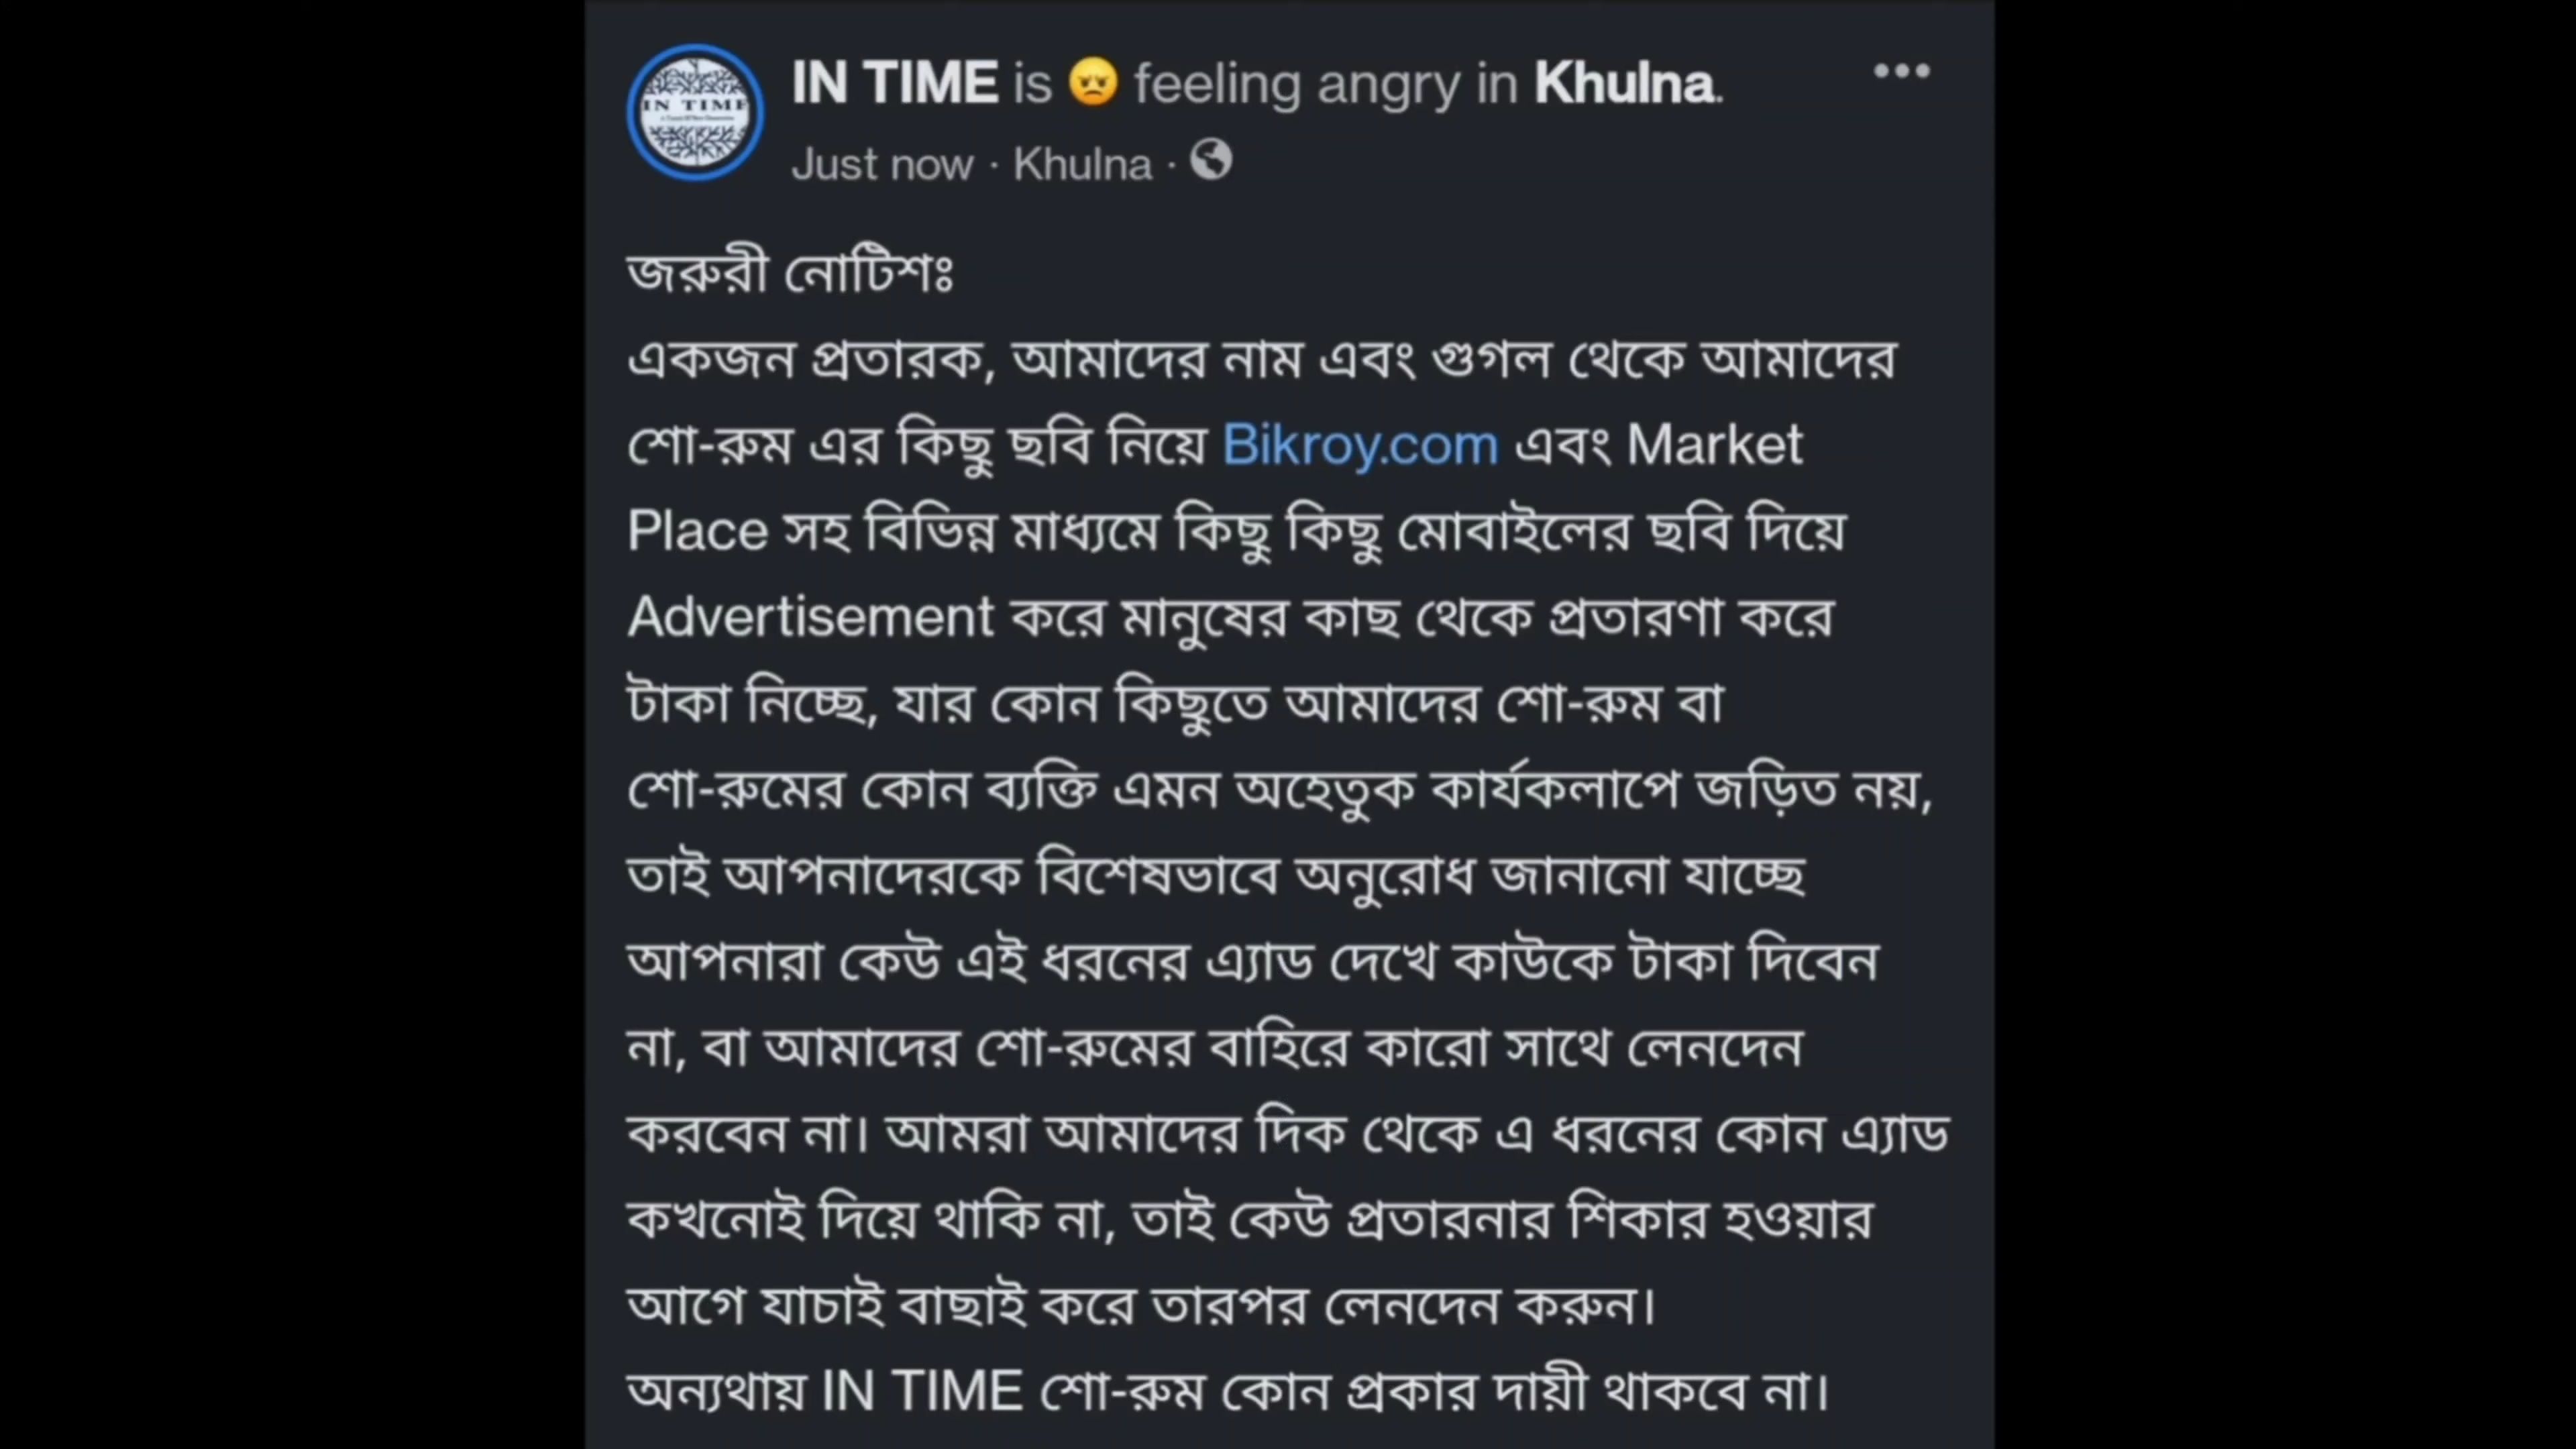 IN TIME
IN TIME is 😠 feeling angry in Khulna.
Just now · Khulna ·
জরুরী নোটিশঃ
একজন প্রতারক, আমাদের নাম এবং গুগল থেকে আমাদের
শো-রুম এর কিছু ছবি নিয়ে Bikroy.com এবং Market
Place সহ বিভিন্ন মাধ্যমে কিছু কিছু মোবাইলের ছবি দিয়ে
Advertisement করে মানুষের কাছ থেকে প্রতারণা করে
টাকা নিচ্ছে, যার কোন কিছুতে আমাদের শো-রুম বা
শো-রুমের কোন ব্যক্তি এমন অহেতুক কার্যকলাপে জড়িত নয়,
তাই আপনাদেরকে বিশেষভাবে অনুরোধ জানানো যাচ্ছে
আপনারা কেউ এই ধরনের এ্যাড দেখে কাউকে টাকা দিবেন
না, বা আমাদের শো-রুমের বাহিরে কারো সাথে লেনদেন
করবেন না। আমরা আমাদের দিক থেকে এ ধরনের কোন এ্যাড
কখনোই দিয়ে থাকি না, তাই কেউ প্রতারনার শিকার হওয়ার
আগে যাচাই বাছাই করে তারপর লেনদেন করুন।
অন্যথায় IN TIME শো-রুম কোন প্রকার দায়ী থাকবে না।